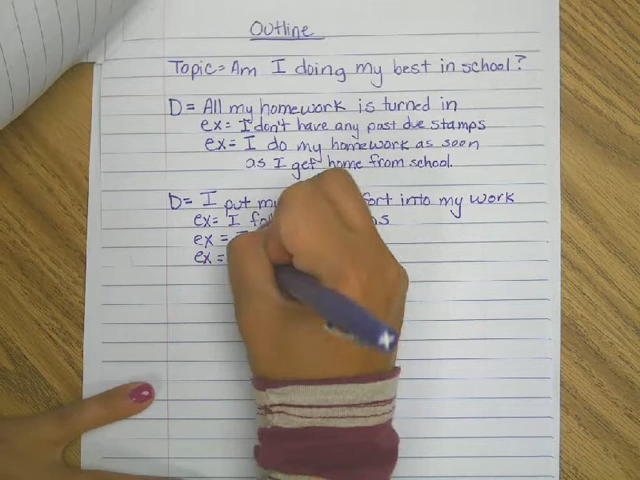 Outline
Topic= Am I doing my best in school?
D= All my homework is turned in
ex= I don't have any past due stamps
ex= I do my homework as soon
as I get home from school.
D= I put my into my work
ex= I
ex=
ex=